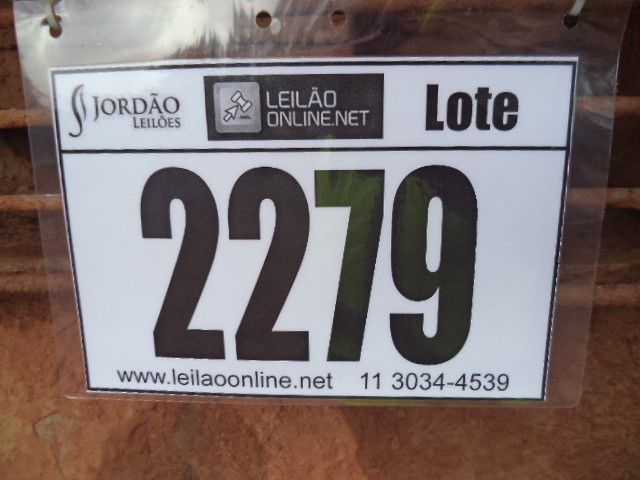 JORDÃO
LEILÕES
LEILÃO
ONLINE.NET
Lote
2279
www.leilaoonline.net 11 3034-4539